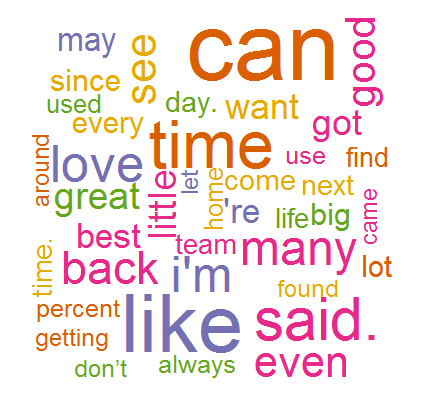 can
may
see
good
since
used
day.
want
every
time
got
around
love
let
use
find
great
little
home
come
next
came
're
life
big
best
team
many
time.
back
i'm
lot
found
percent
like
said.
getting
don’t
always
even